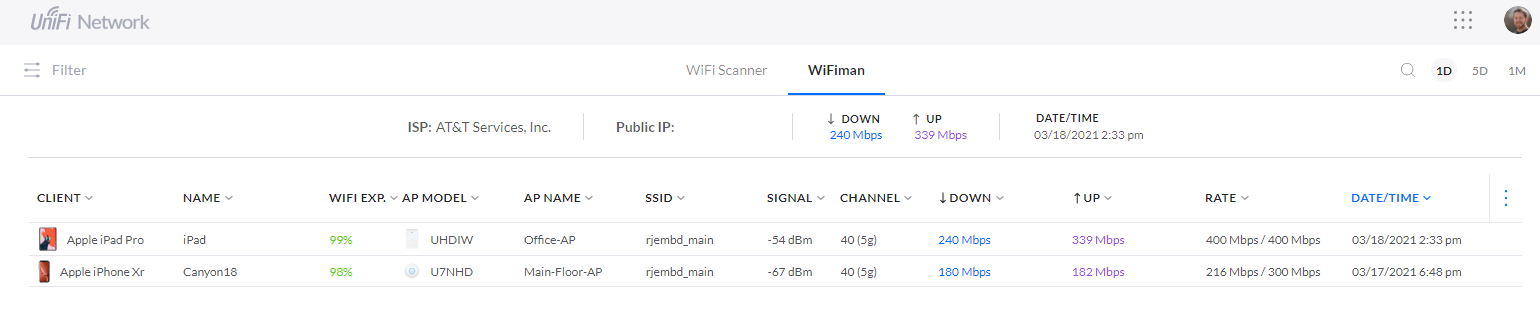 UniFi Network
Filter WiFi Scanner WiFiman 1D 5D 1M
ISP: AT&T Services, Inc. Public IP: ↓ DOWN ↑ UP DATE/TIME
240 Mbps 339 Mbps 03/18/2021 2:33 pm
CLIENT NAME WIFI EXP. AP MODEL AP NAME SSID SIGNAL CHANNEL ↓ DOWN ↑ UP RATE DATE/TIME
Apple iPad Pro iPad 99% UHDIW Office-AP rjembd_main -54 dBm 40 (5g) 240 Mbps 339 Mbps 400 Mbps / 400 Mbps 03/18/2021 2:33 pm
Apple iPhone Xr Canyon18 98% U7NHD Main-Floor-AP rjembd_main -67 dBm 40 (5g) 180 Mbps 182 Mbps 216 Mbps / 300 Mbps 03/17/2021 6:48 pm